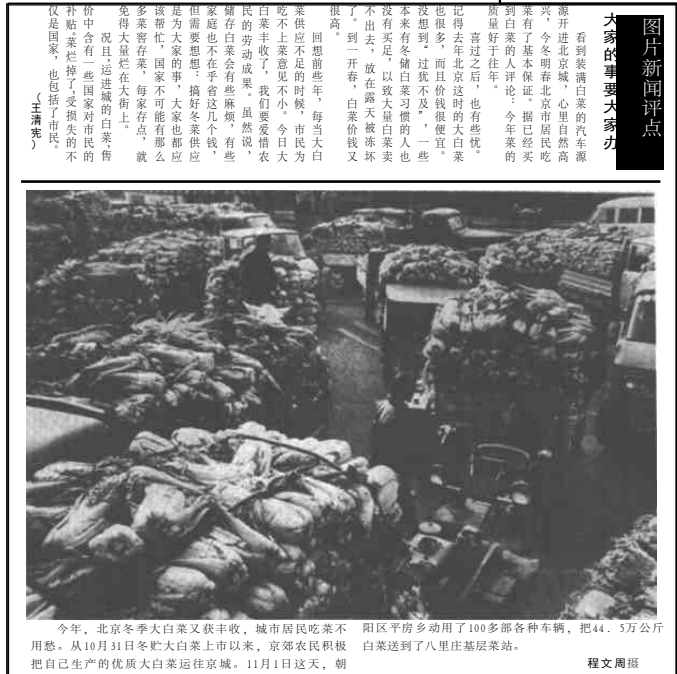 图片新闻评点
大家的事要大家办
看到装满白菜的汽车源
源开进北京城，心里自然高
兴，今冬明春北京市居民吃
菜有了基本保证。据已经买
到白菜的人评论：今年菜的
质量好于往年。
喜过之后，也有些忧。
记得去年北京这时的大白菜
也很多，而且价钱很便宜。
没想到“过犹不及”，一些
本来有冬储白菜习惯的人也
没有买足，以致大量白菜卖
不出去，放在露天被冻坏
了。到一开春，白菜价钱又
很高。
回想前些年，每当大白
菜供应不足的时候，市民为
吃不上菜意见不小。今日大
白菜丰收了，我们要爱惜农
民的劳动成果。虽然说，
储存白菜会有些麻烦，有些
家庭也不在乎省这几个钱，
但需要想想：搞好冬菜供应
是为大家的事，大家也都应
该帮忙，国家不可能有那么
多菜窖存菜，每家存点，就
免得大量烂在大街上。
况且,运进城的白菜,售
价中含有一些国家对市民的
补贴。菜烂掉了,受损失的不
仅是国家，也包括了市民。
（王清宪）
今年，北京冬季大白菜又获丰收，城市居民吃菜不
用愁。从10月31日冬贮大白菜上市以来，京郊农民积极
把自己生产的优质大白菜运往京城。11月1日这天，朝
阳区平房乡动用了100多部各种车辆，把44．5万公斤
白菜送到了八里庄基层菜站。
程文周摄